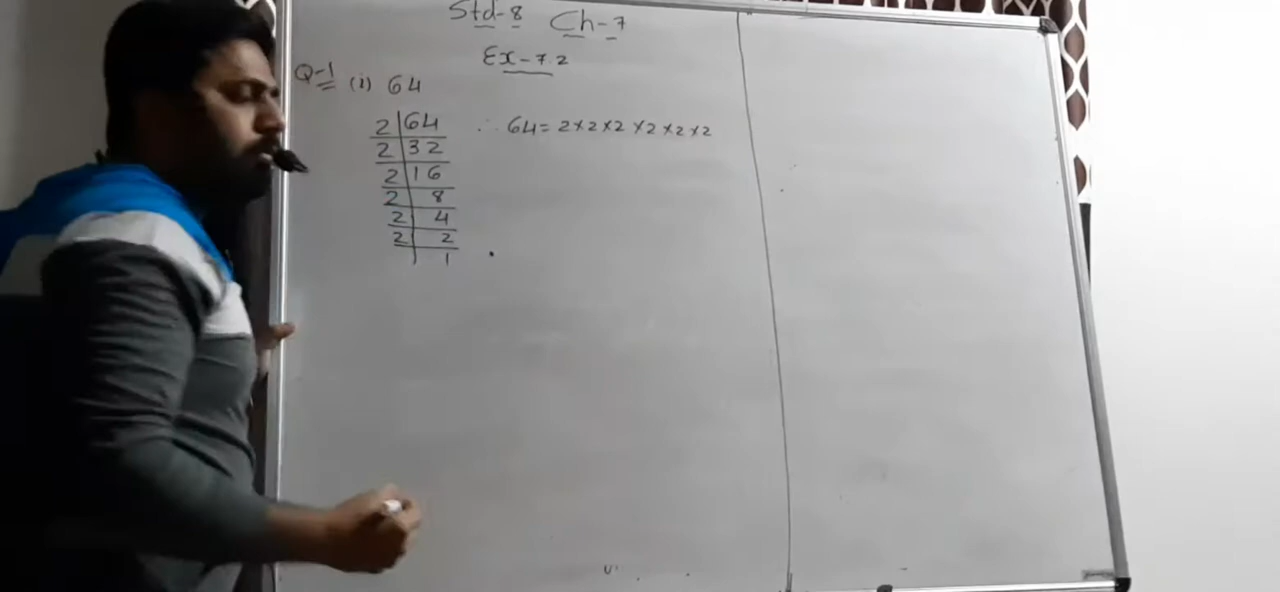 Std-8 Ch-7
Ex-7.2
Q-1 (i) 64
2 64
2 32
2 16
2 8
2 4
2 2
1
∴ 64 = 2×2×2×2×2×2